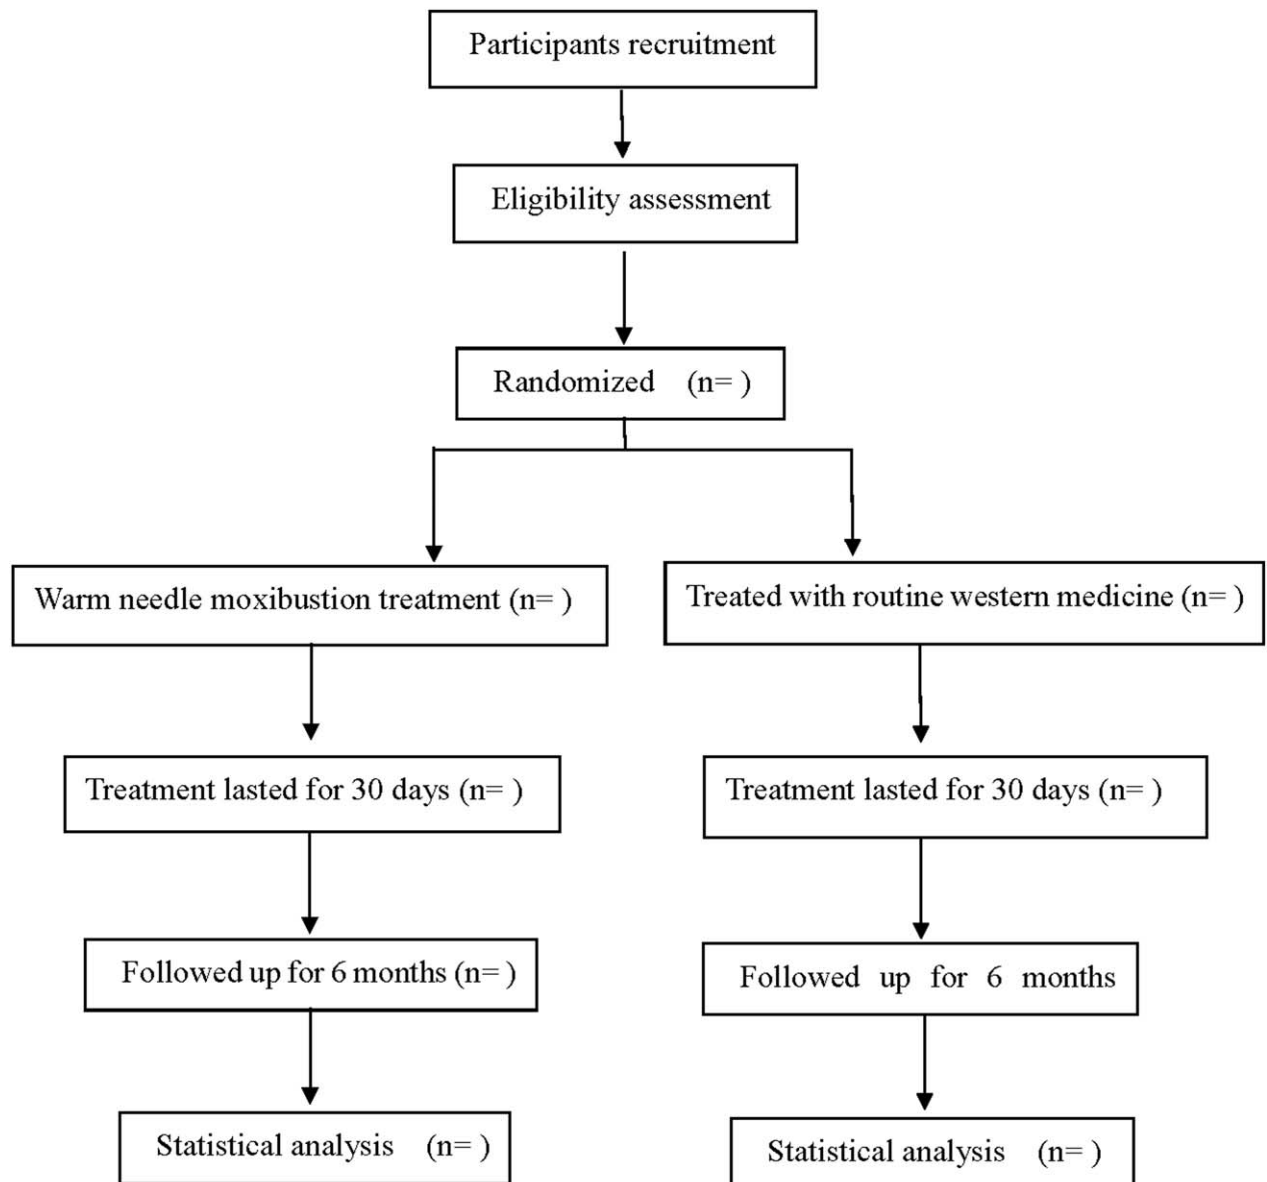 Participants recruitment
Eligibility assessment
Randomized (n= )
Warm needle moxibustion treatment (n= )
Treated with routine western medicine (n= )
Treatment lasted for 30 days (n= )
Treatment lasted for 30 days (n= )
Followed up for 6 months (n= )
Followed up for 6 months
Statistical analysis (n= )
Statistical analysis (n= )